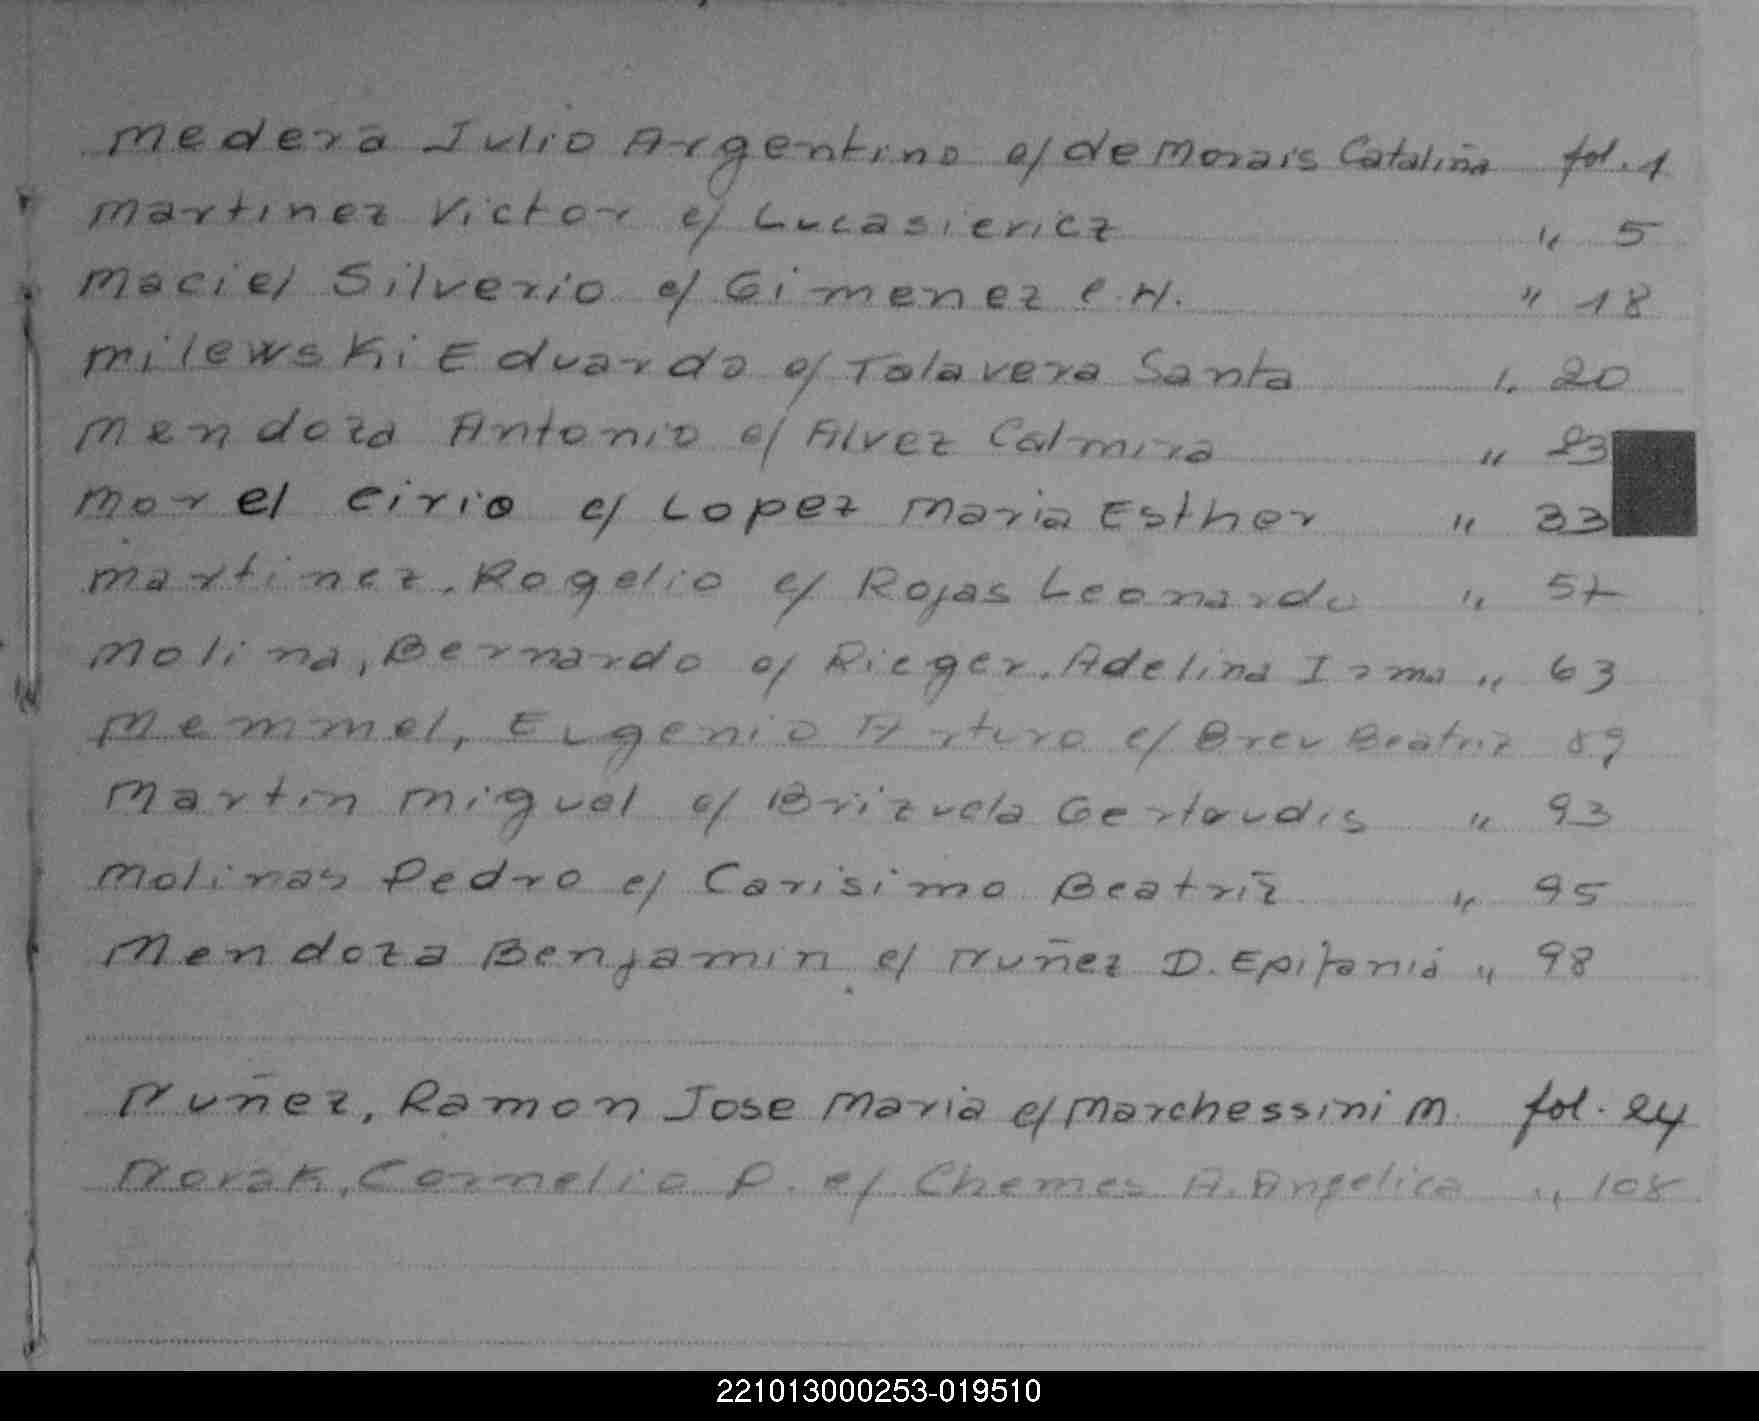 Medera Julio Argentino c/ de Morais Catalina fol. 1
Martinez Victor c/ Lucasievicz " 5
Maciel Silverio c/ Gimenez E. H. " 18
Milewski Eduardo c/ Talavera Santa " 20
Mendoza Antonio c/ Alvez Calmira " 23
Morel Cirio c/ Lopez Maria Esther " 33
Martinez, Rogelio c/ Rojas Leonarda " 57
Molina, Bernardo c/ Rieger, Adelina Irma " 63
Memmel, Eugenio Arturo c/ Brev Beatriz 89
Martin Miguel c/ Brizuela Gertrudis " 93
Molinas Pedro c/ Carisimo Beatriz " 95
Mendoza Benjamin c/ Nuñez D. Epifania " 98
Nuñez, Ramon Jose Maria c/ Marchessini M. fol. 24
Novak, Cornelio P. c/ Chemes A. Angelica " 108
221013000253-019510